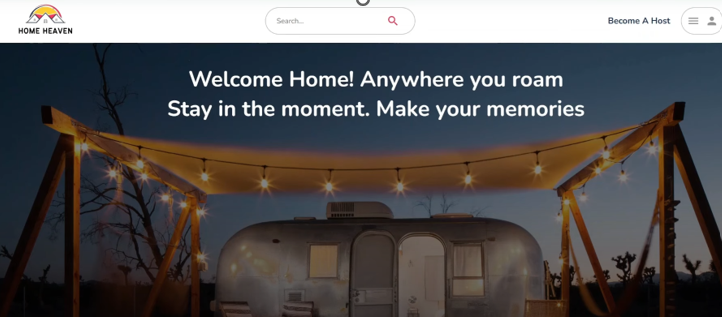 HOME HEAVEN
Search...
Become A Host
Welcome Home! Anywhere you roam
Stay in the moment. Make your memories